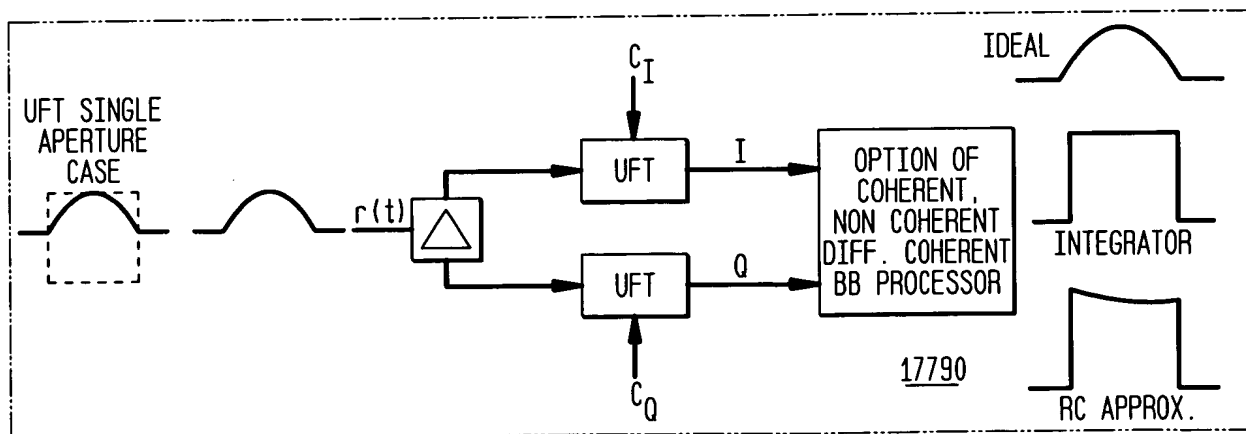 UFT SINGLE
APERTURE
CASE
r(t)
C_I
UFT
I
UFT
Q
C_Q
OPTION OF
COHERENT,
NON COHERENT
DIFF. COHERENT
BB PROCESSOR
17790
IDEAL
INTEGRATOR
RC APPROX.